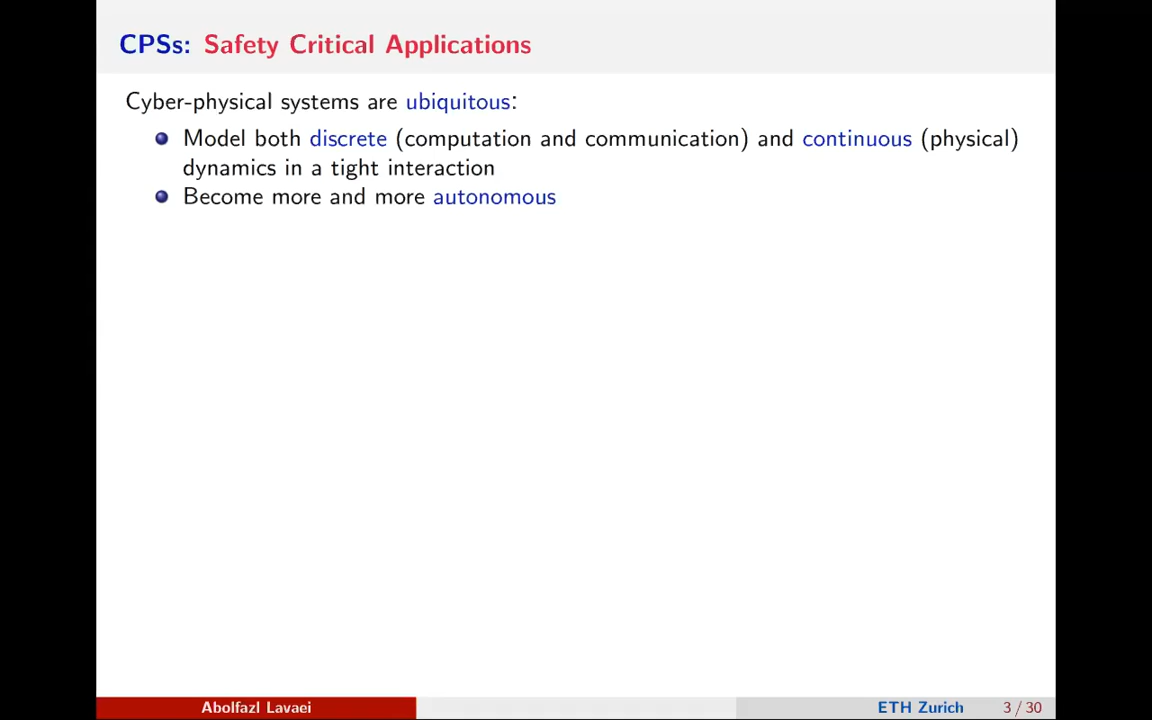 CPSs: Safety Critical Applications
Cyber-physical systems are ubiquitous:
Model both discrete (computation and communication) and continuous (physical)
dynamics in a tight interaction
Become more and more autonomous
Abolfazl Lavaei
ETH Zurich
3 / 30